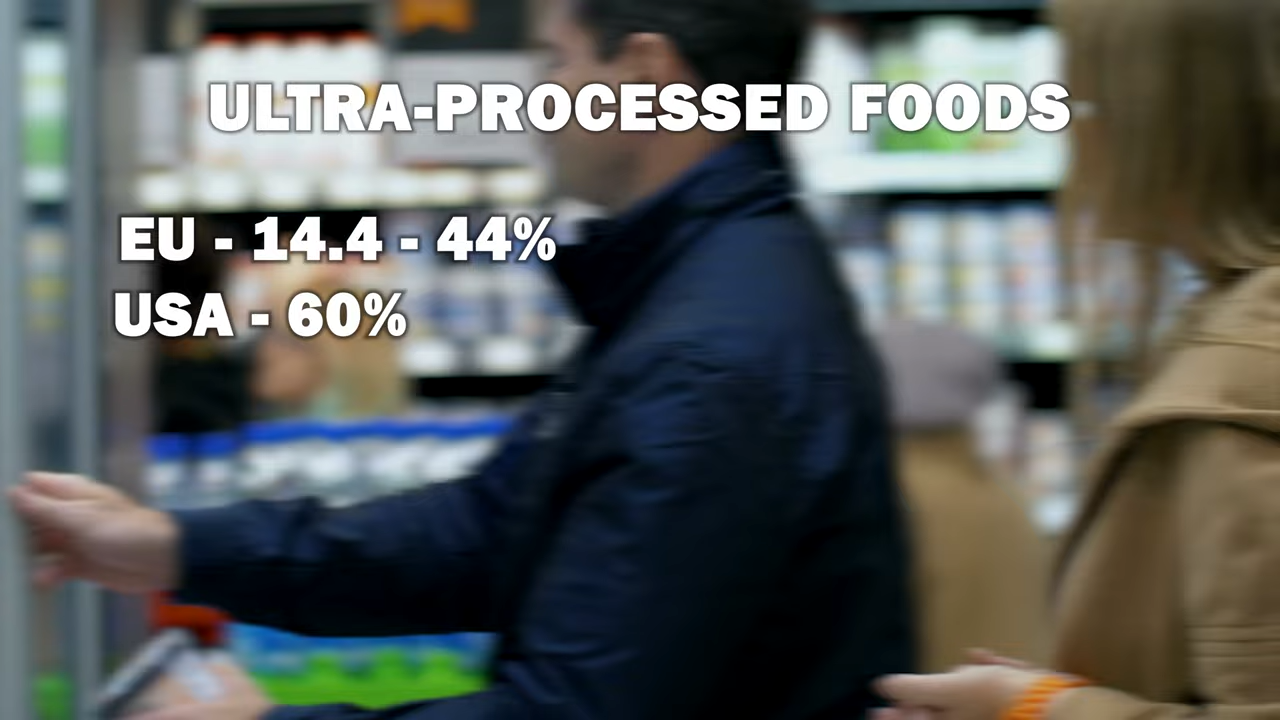 ULTRA-PROCESSED FOODS
EU - 14.4 - 44%
USA - 60%